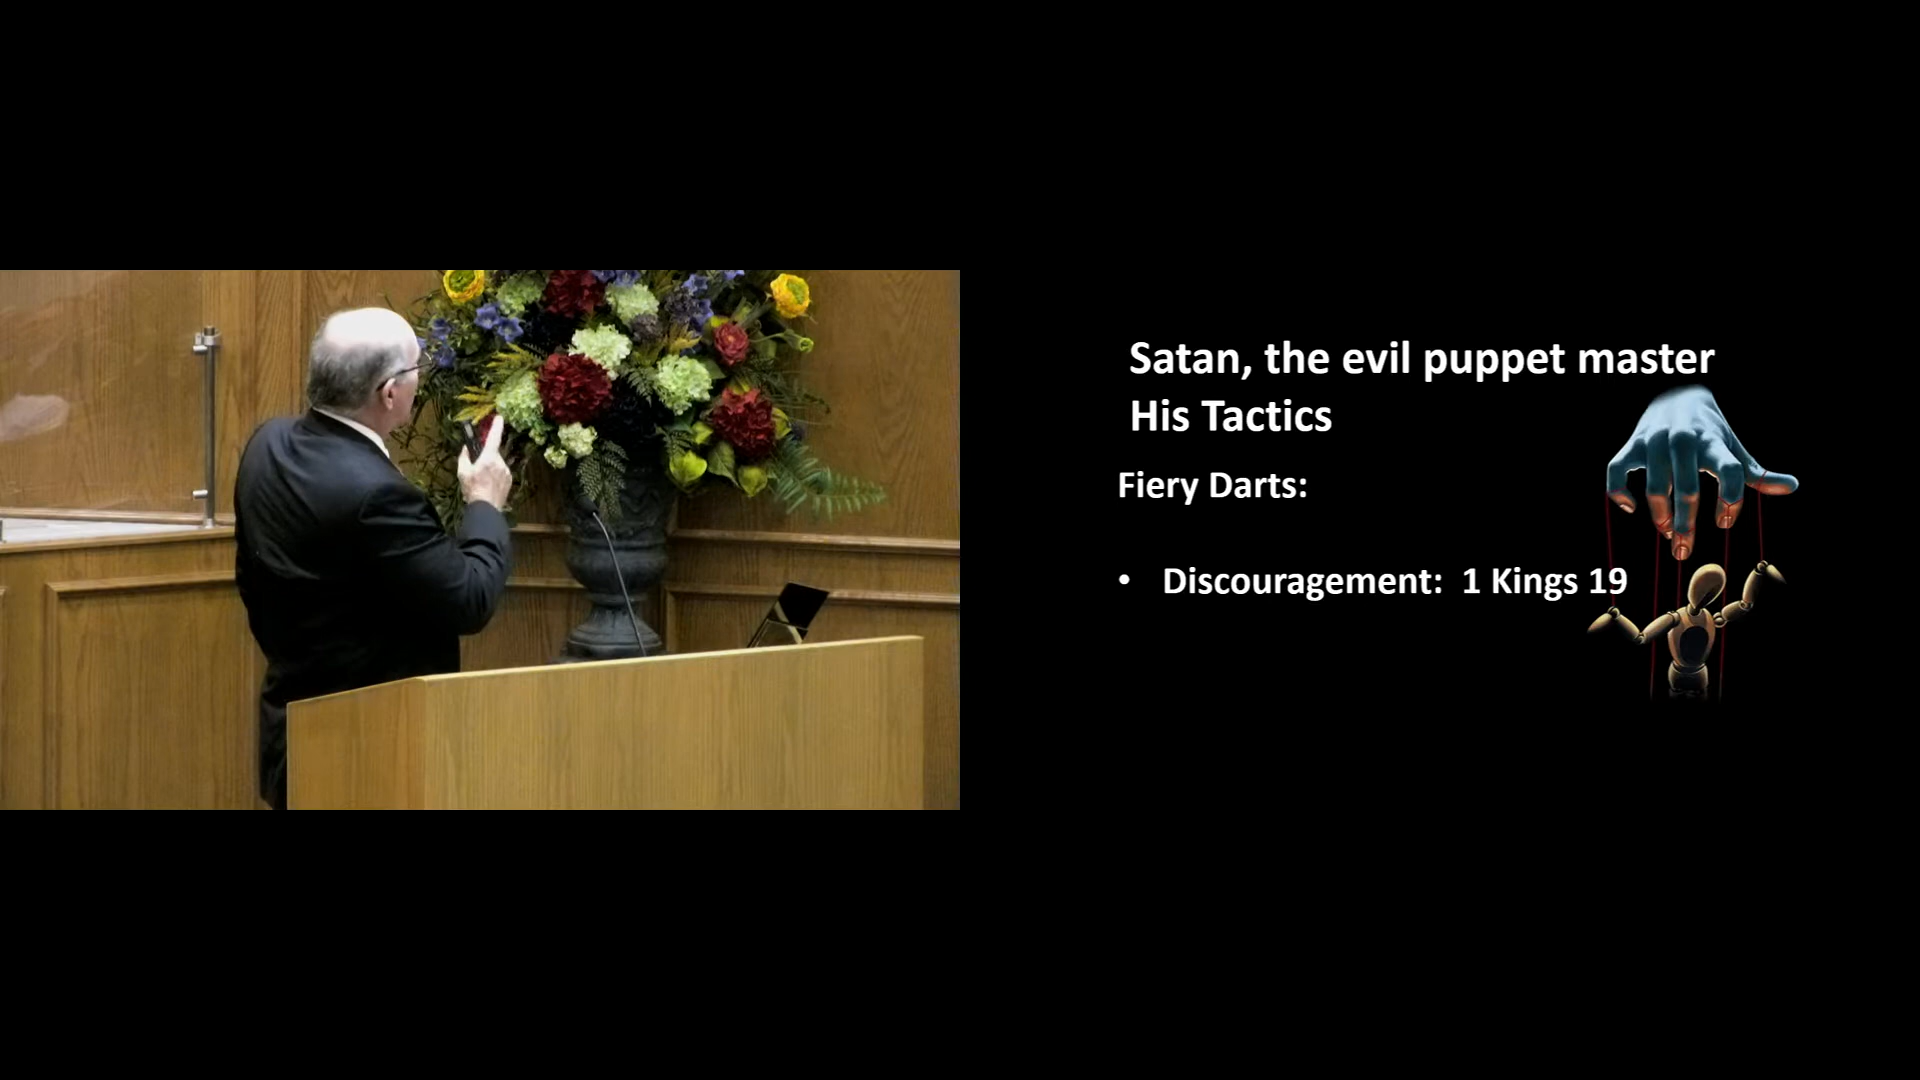 Satan, the evil puppet master
His Tactics
Fiery Darts:
• Discouragement:  1 Kings 19